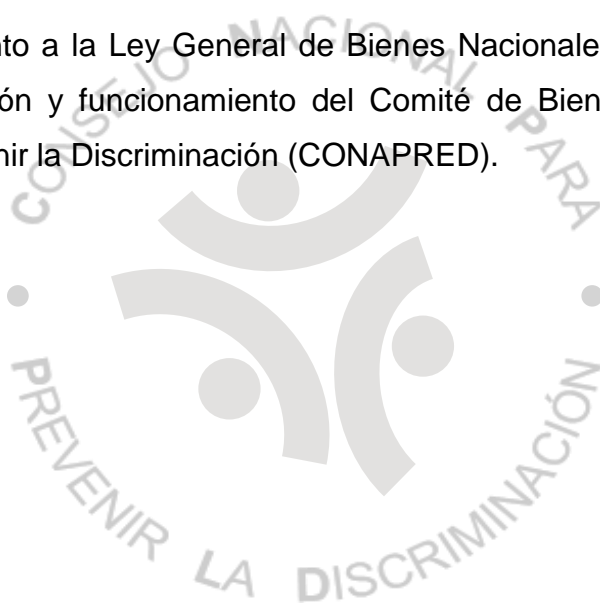 nto a la Ley General de Bienes Nacionale
ón y funcionamiento del Comité de Bien
nir la Discriminación (CONAPRED).
CONSEJO NACIONAL PARA
PREVENIR LA DISCRIMINACIÓN